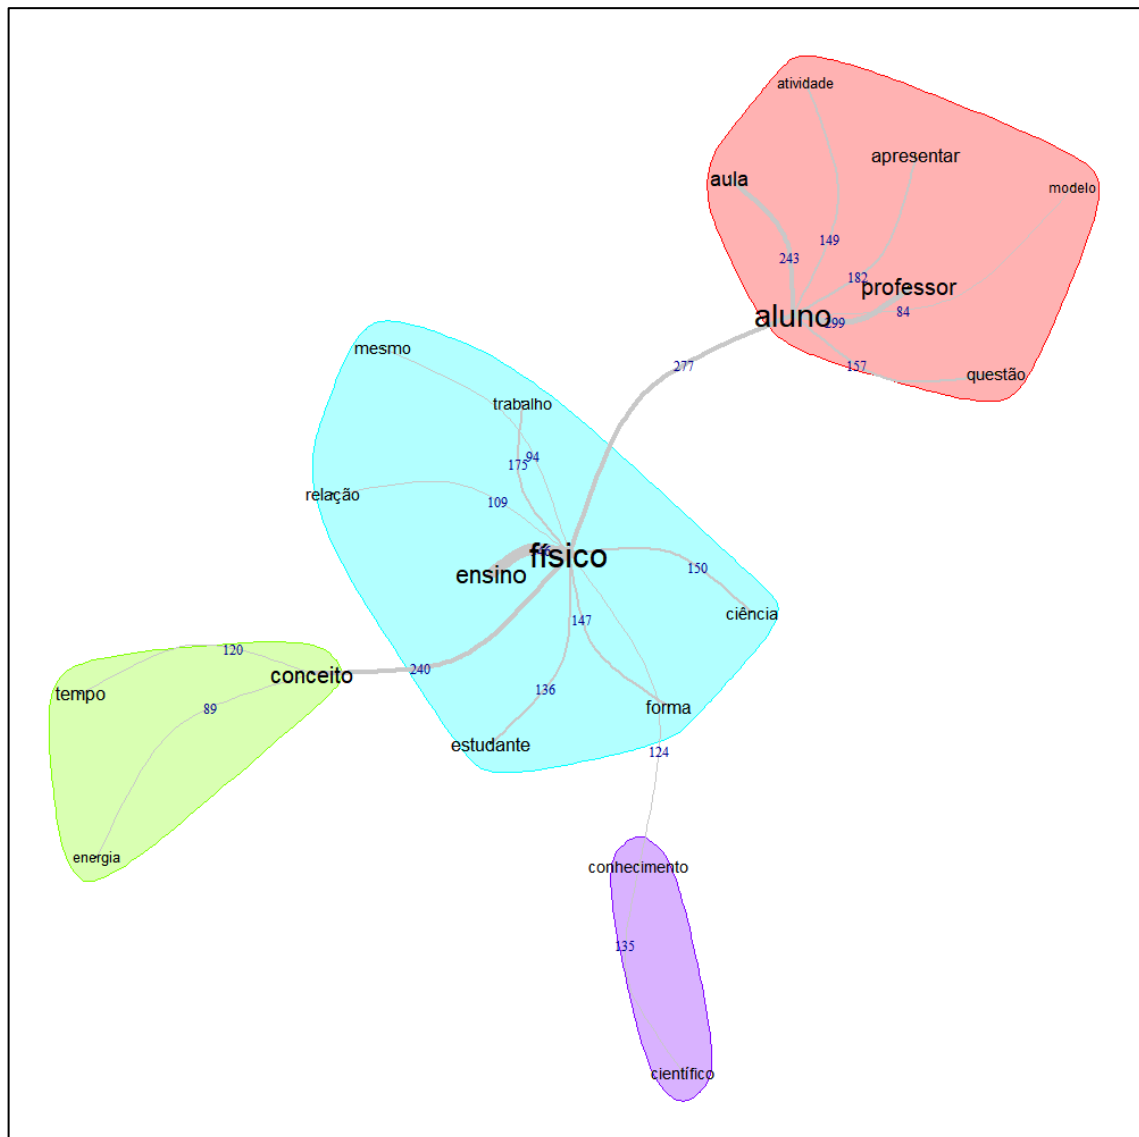 atividade
apresentar
aula
modelo
149
243
182
professor
84
aluno
299
157
questão
277
mesmo
trabalho
94
175
relação
109
físico
ensino
150
ciência
147
120
conceito
240
tempo
136
89
forma
estudante
124
energia
conhecimento
135
científico